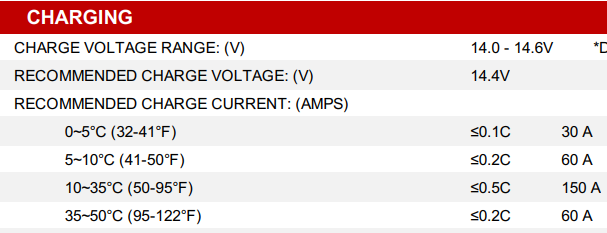 CHARGING
CHARGE VOLTAGE RANGE: (V) 14.0 - 14.6V *D
RECOMMENDED CHARGE VOLTAGE: (V) 14.4V
RECOMMENDED CHARGE CURRENT: (AMPS)
0~5°C (32-41°F) ≤0.1C 30 A
5~10°C (41-50°F) ≤0.2C 60 A
10~35°C (50-95°F) ≤0.5C 150 A
35~50°C (95-122°F) ≤0.2C 60 A